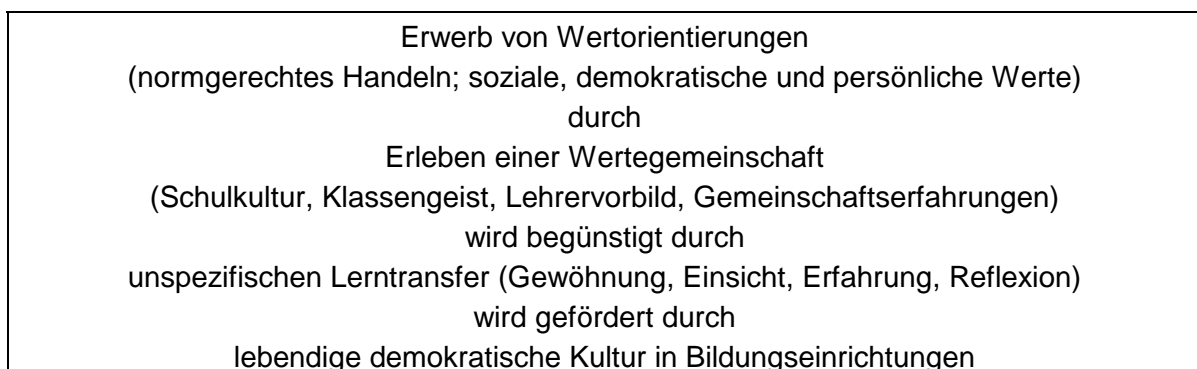 Erwerb von Wertorientierungen
(normgerechtes Handeln; soziale, demokratische und persönliche Werte)
durch
Erleben einer Wertegemeinschaft
(Schulkultur, Klassengeist, Lehrervorbild, Gemeinschaftserfahrungen)
wird begünstigt durch
unspezifischen Lerntransfer (Gewöhnung, Einsicht, Erfahrung, Reflexion)
wird gefördert durch
lebendige demokratische Kultur in Bildungseinrichtungen